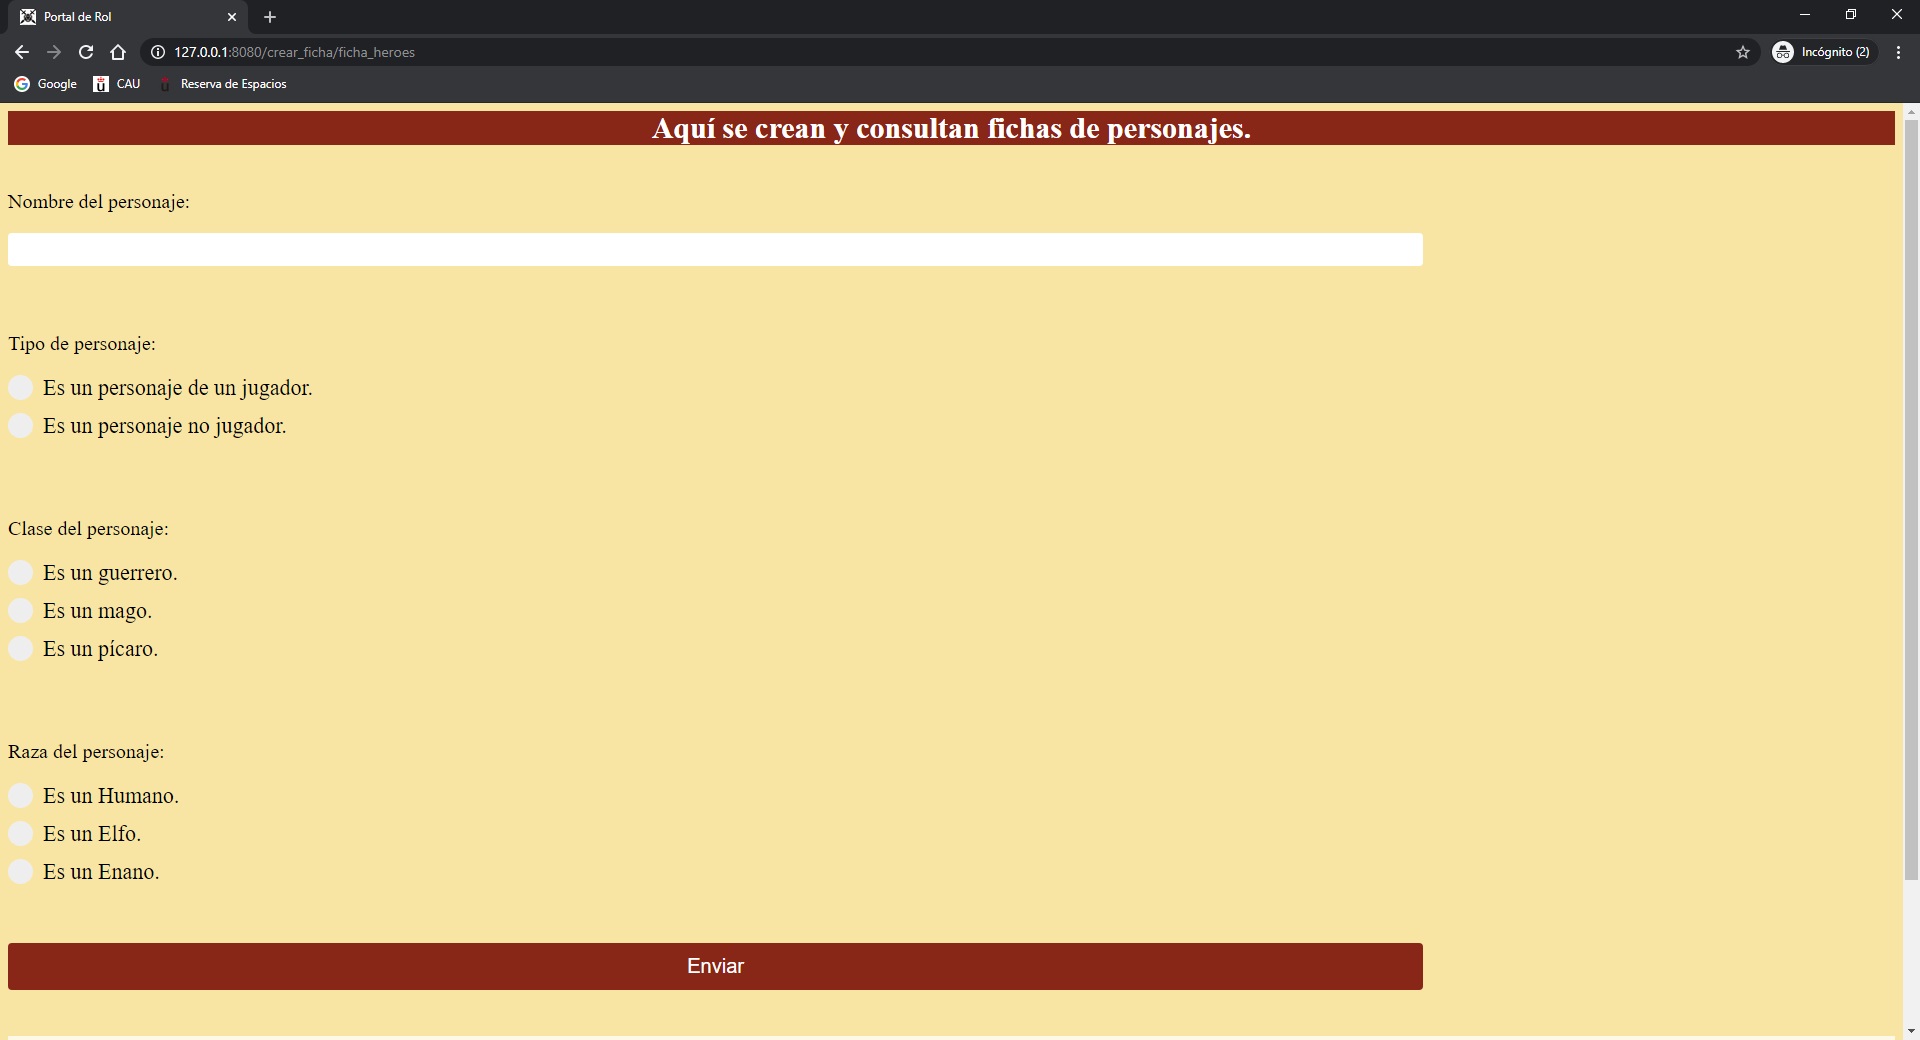 Portal de Rol
127.0.0.1:8080/crear_ficha/ficha_heroes
Incógnito (2)
Google
CAU
Reserva de Espacios
Aquí se crean y consultan fichas de personajes.
Nombre del personaje:
Tipo de personaje:
Es un personaje de un jugador.
Es un personaje no jugador.
Clase del personaje:
Es un guerrero.
Es un mago.
Es un pícaro.
Raza del personaje:
Es un Humano.
Es un Elfo.
Es un Enano.
Enviar